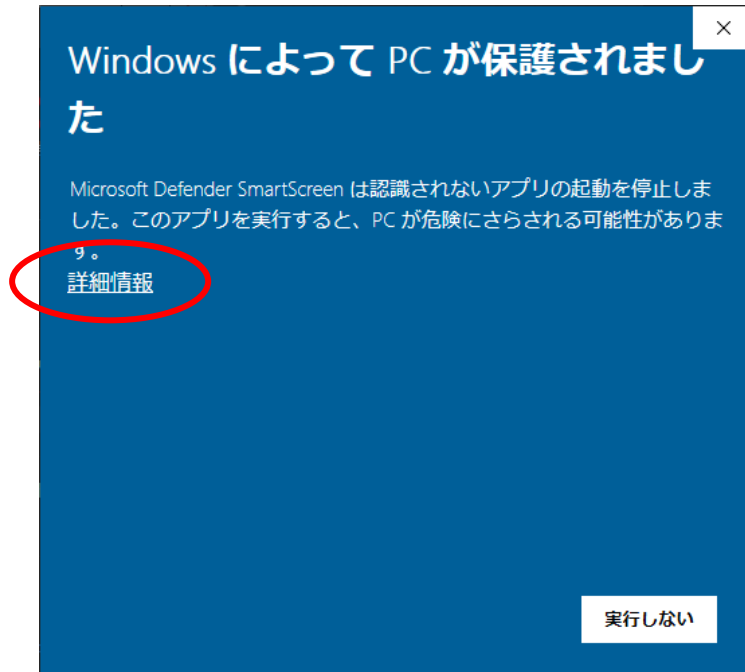 Windows によって PC が保護されまし
た
Microsoft Defender SmartScreen は認識されないアプリの起動を停止しま
した。このアプリを実行すると、PC が危険にさらされる可能性がありま
す。
詳細情報
実行しない